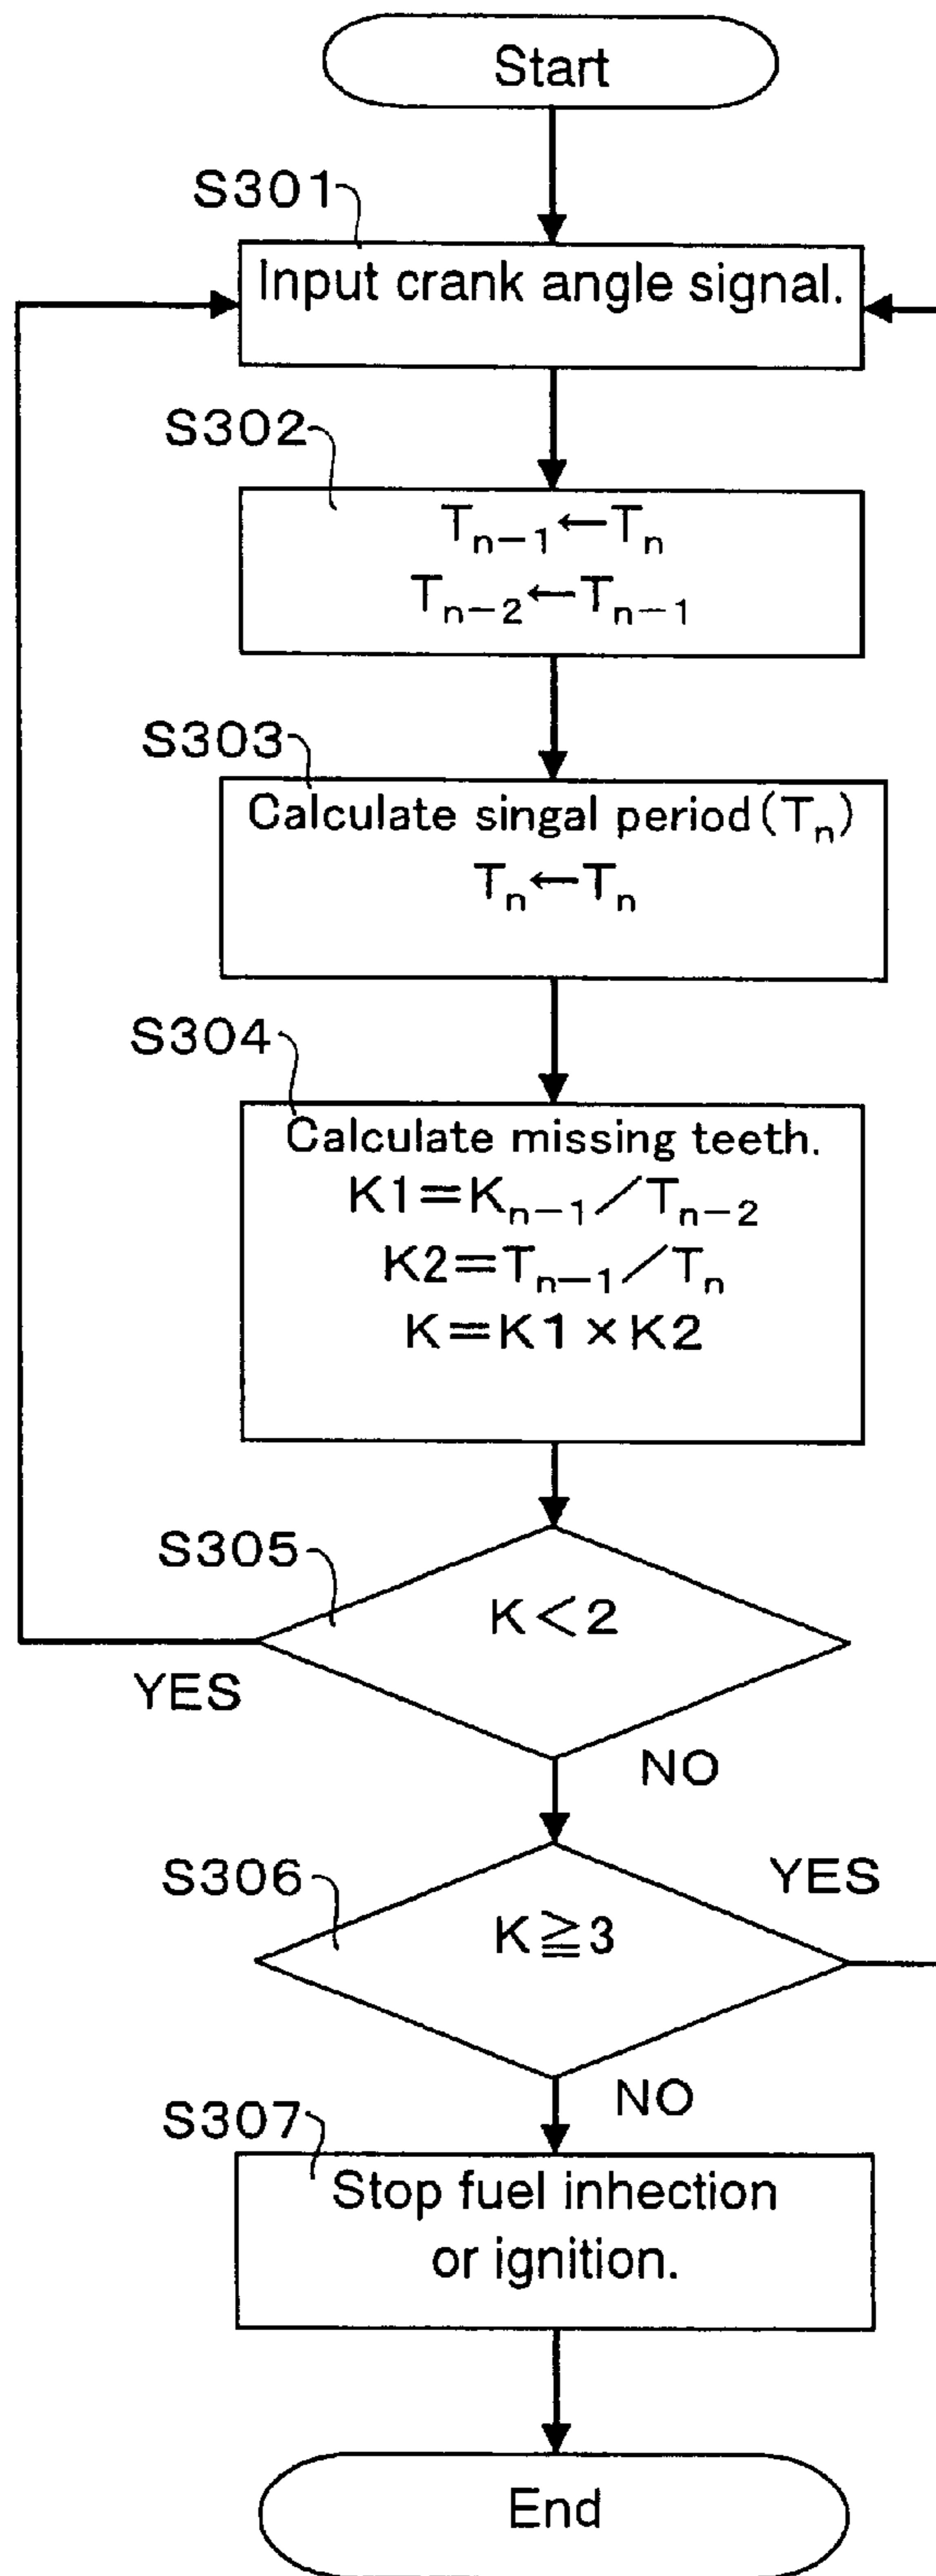 Start
S301
Input crank angle signal.
S302
Tn-1←Tn
Tn-2←Tn-1
S303
Calculate singal period(Tn)
Tn←Tn
S304
Calculate missing teeth.
K1=Kn-1／Tn-2
K2=Tn-1／Tn
K=K1×K2
S305
K<2
YES
NO
S306
K≧3
YES
NO
S307
Stop fuel inhection
or ignition.
End